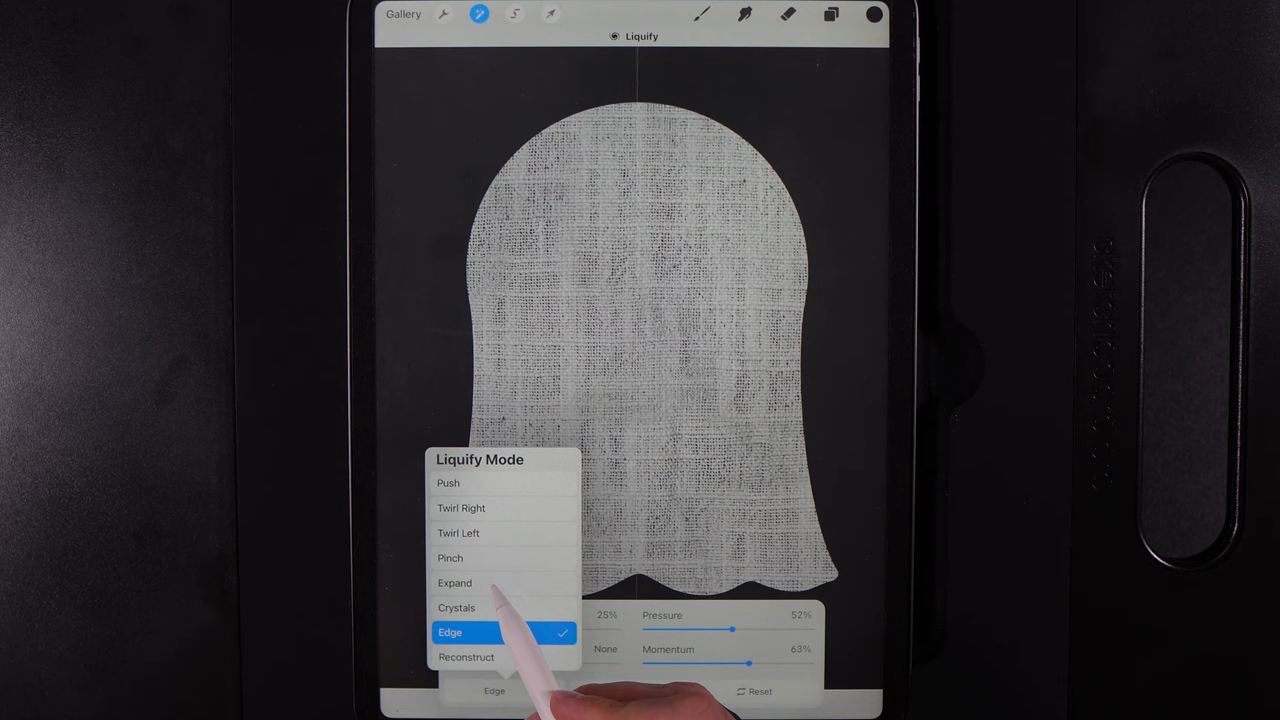 Gallery
Liquify
Liquify Mode
Push
Twirl Right
Twirl Left
Pinch
Expand
Crystals
Edge
Reconstruct
25%
Pressure 52%
None
Momentum 63%
Edge
Reset